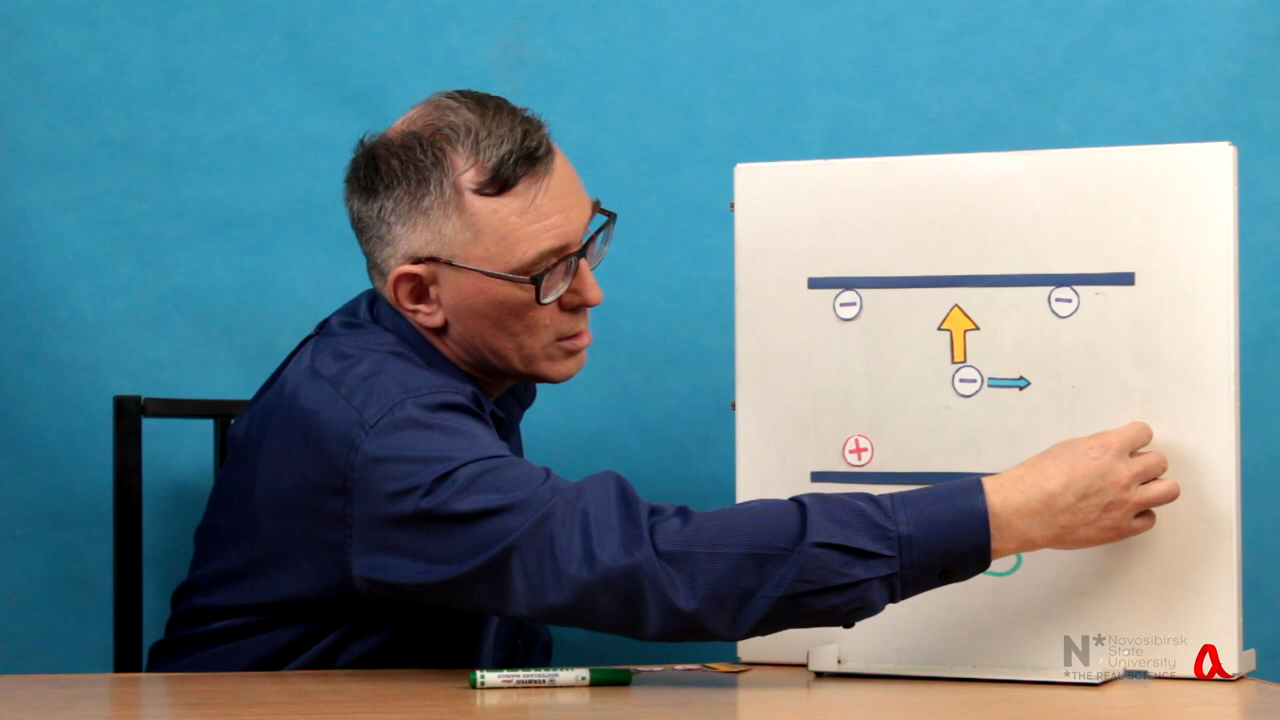 −
−
−
+
N*
Novosibirsk
State
University
*THE REAL SCIENCE